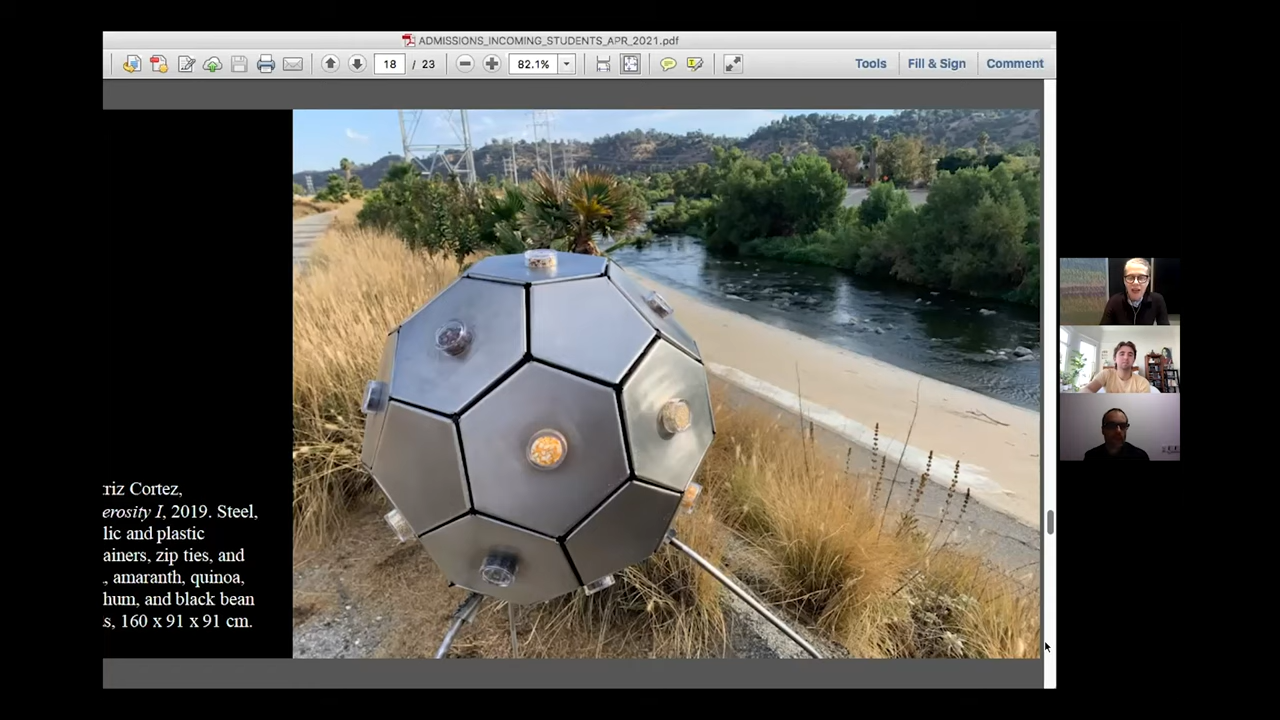 ADMISSIONS_INCOMING_STUDENTS_APR_2021.pdf
18 / 23
82.1%
Tools
Fill & Sign
Comment
riz Cortez,
erosity I, 2019. Steel,
lic and plastic
ainers, zip ties, and
, amaranth, quinoa,
hum, and black bean
s, 160 x 91 x 91 cm.